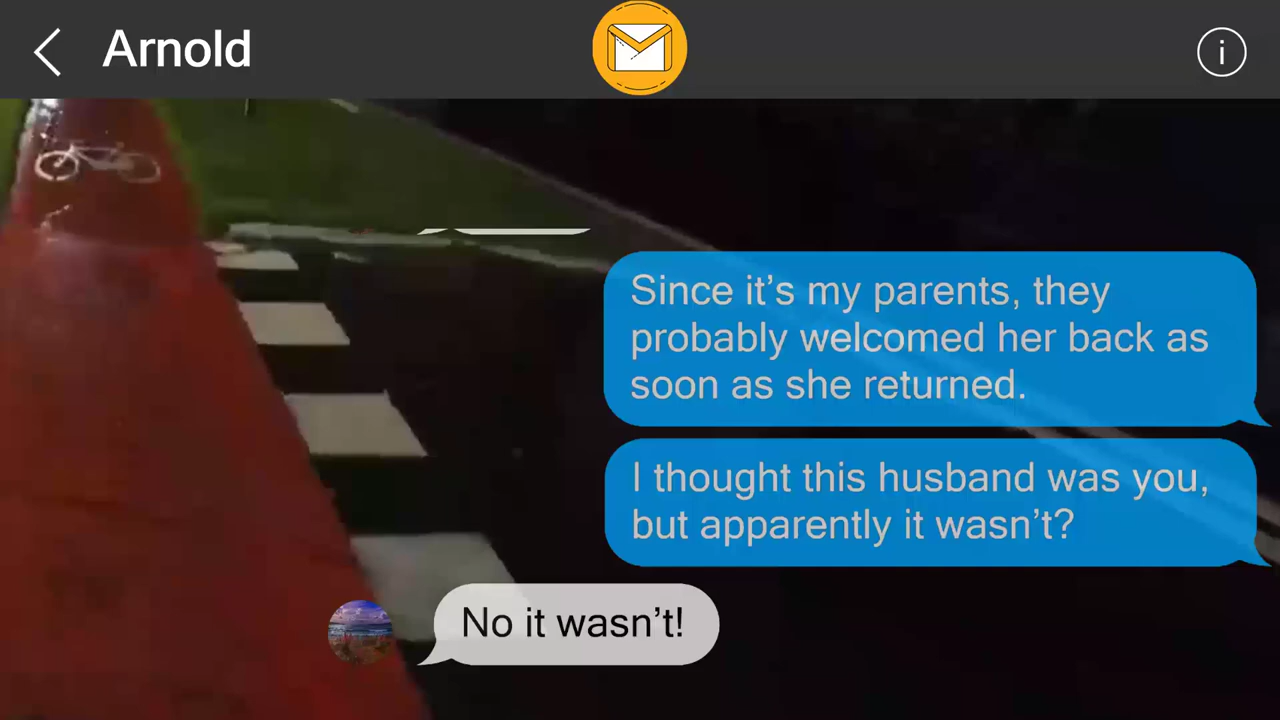 Arnold
i
Since it’s my parents, they
probably welcomed her back as
soon as she returned.
I thought this husband was you,
but apparently it wasn’t?
No it wasn’t!